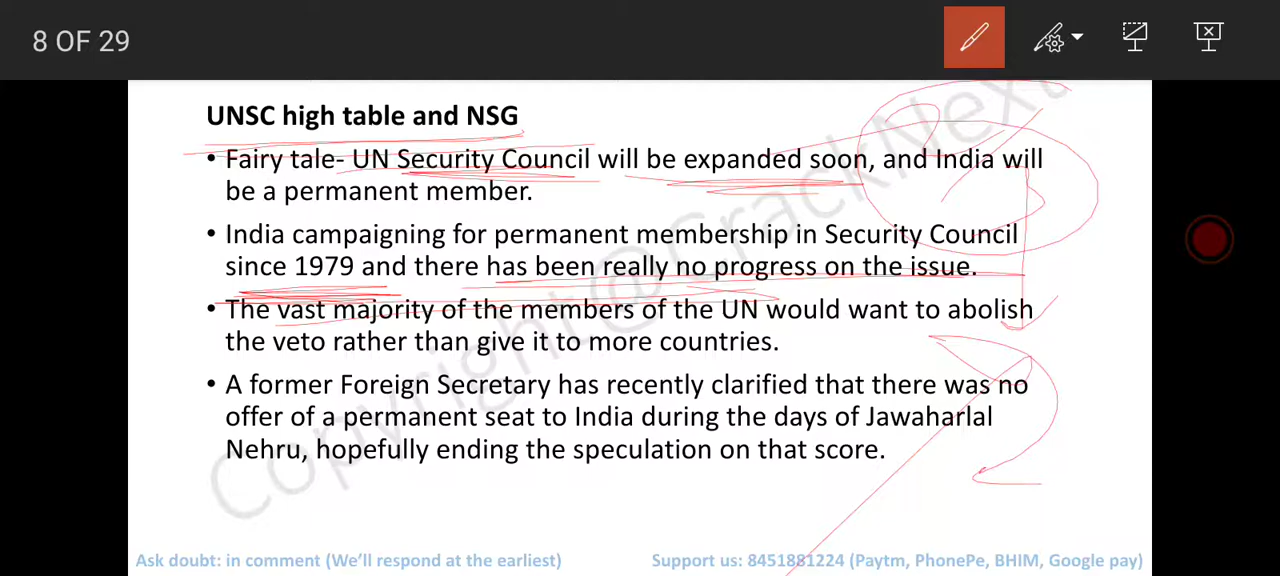 8 OF 29
UNSC high table and NSG
• Fairy tale- UN Security Council will be expanded soon, and India will
be a permanent member.
• India campaigning for permanent membership in Security Council
since 1979 and there has been really no progress on the issue.
• The vast majority of the members of the UN would want to abolish
the veto rather than give it to more countries.
• A former Foreign Secretary has recently clarified that there was no
offer of a permanent seat to India during the days of Jawaharlal
Nehru, hopefully ending the speculation on that score.
Copyright@CrackNext
Ask doubt: in comment (We'll respond at the earliest)
Support us: 8451881224 (Paytm, PhonePe, BHIM, Google pay)